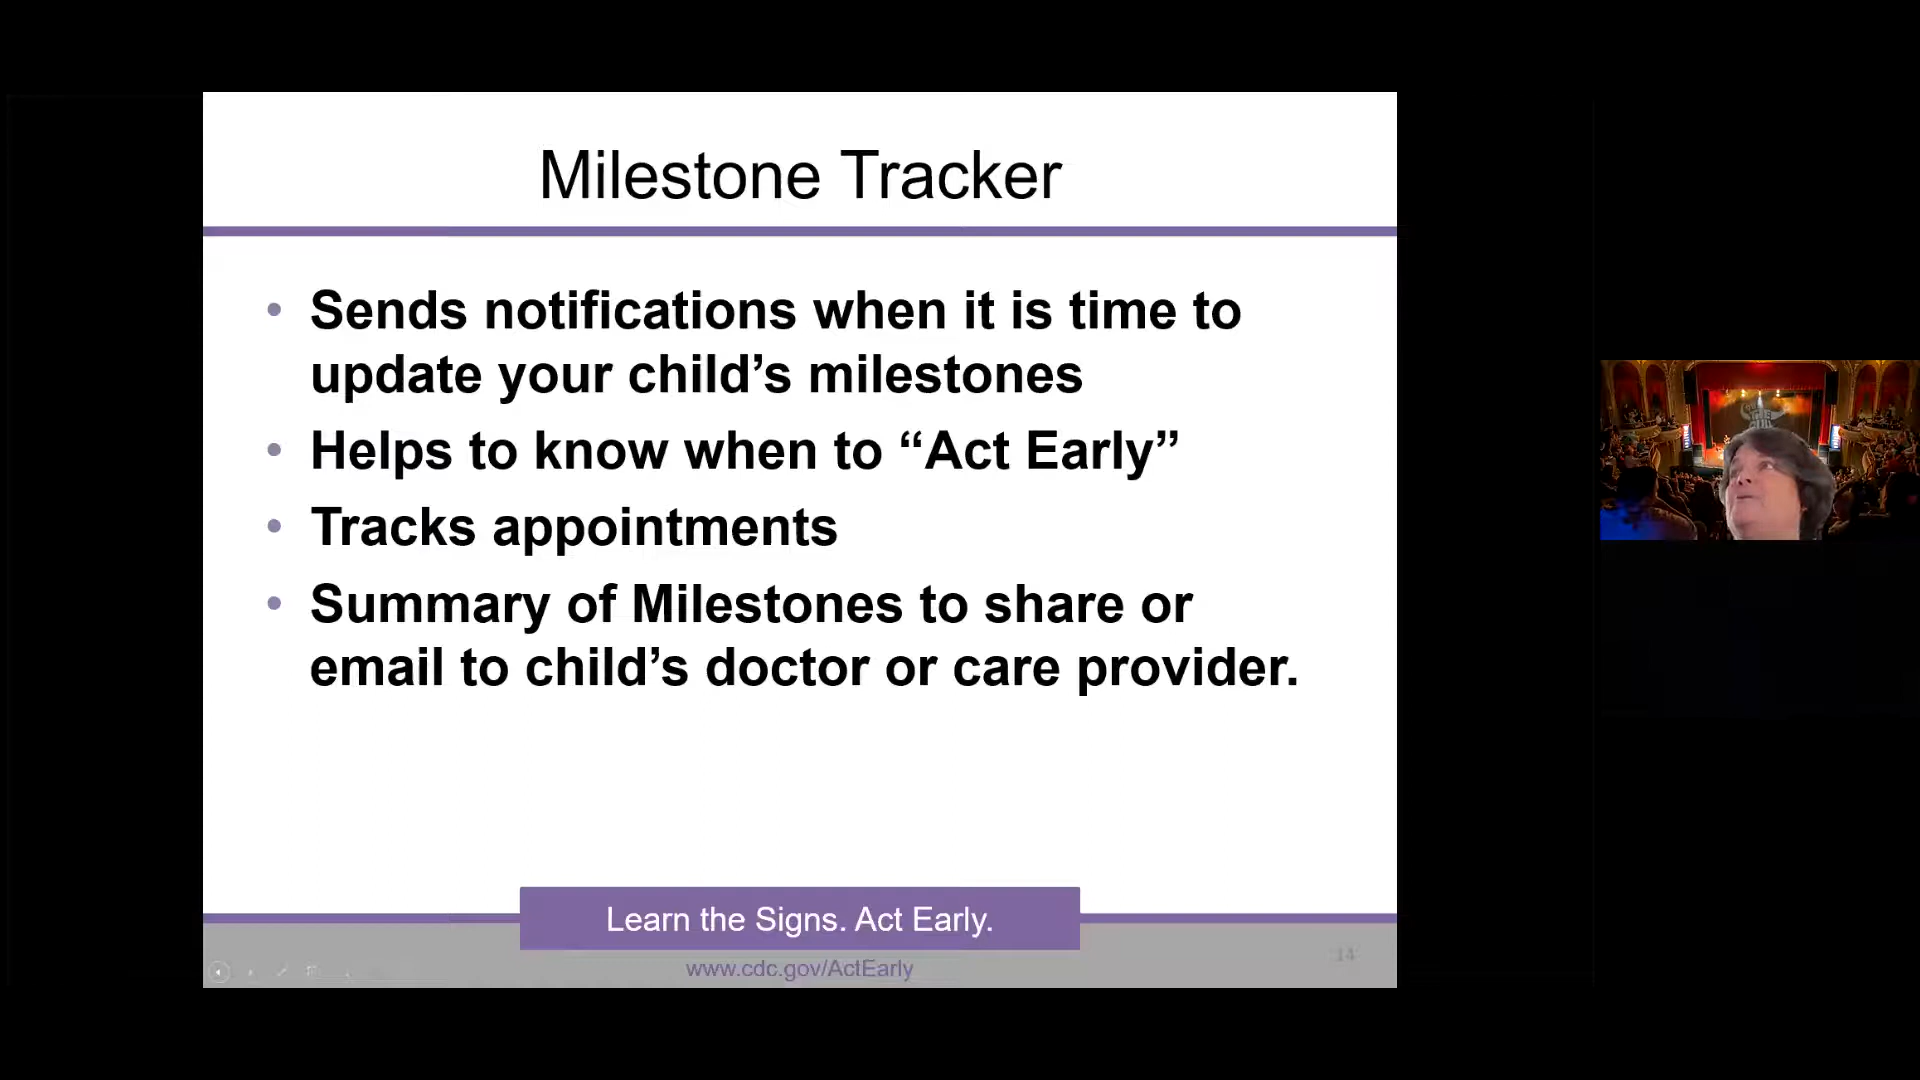 Milestone Tracker
• Sends notifications when it is time to
update your child’s milestones
• Helps to know when to “Act Early”
• Tracks appointments
• Summary of Milestones to share or
email to child’s doctor or care provider.
Learn the Signs. Act Early.
www.cdc.gov/ActEarly
14